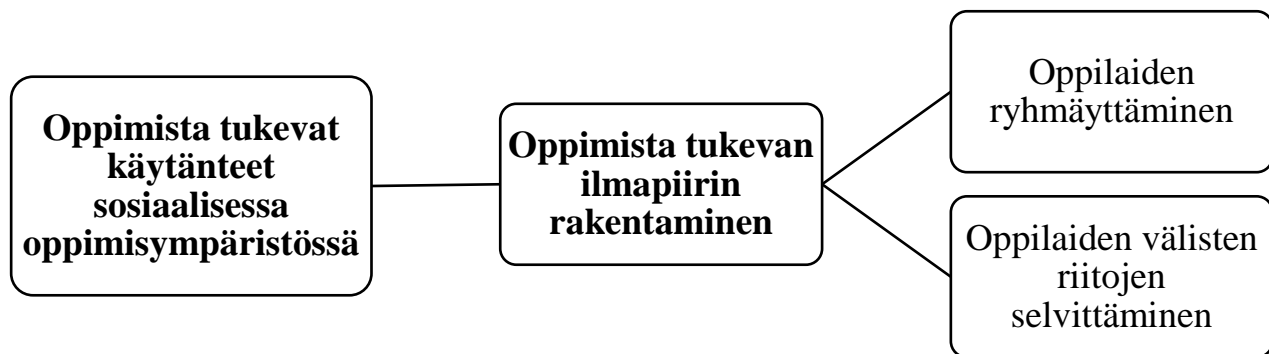 Oppimista tukevat
käytänteet
sosiaalisessa
oppimisympäristössä
Oppimista tukevan
ilmapiirin
rakentaminen
Oppilaiden
ryhmäyttäminen
Oppilaiden välisten
riitojen
selvittäminen